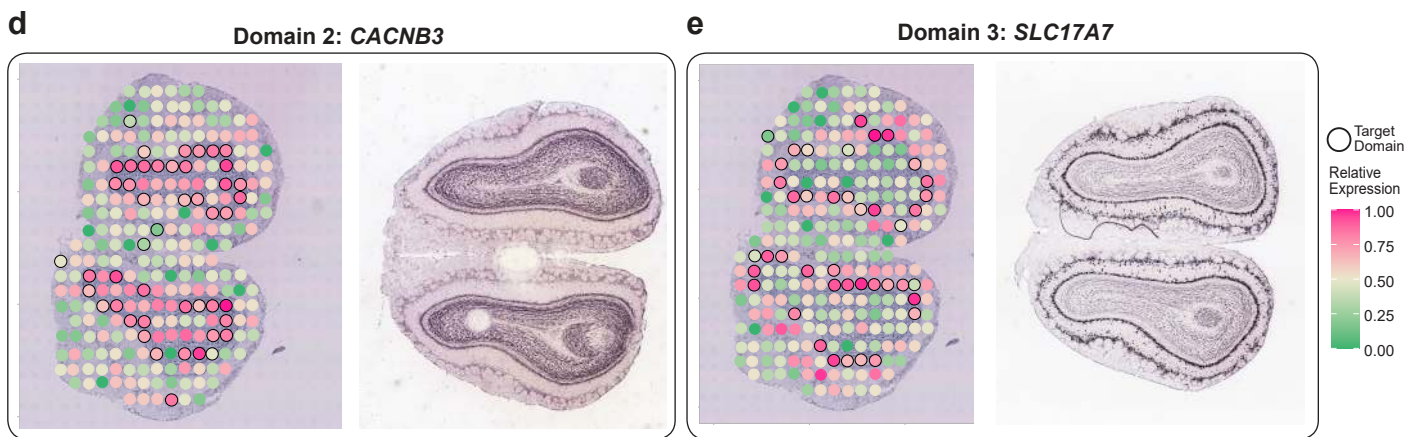 d
Domain 2: CACNB3
e
Domain 3: SLC17A7
Target
Domain
Relative
Expression
1.00
0.75
0.50
0.25
0.00